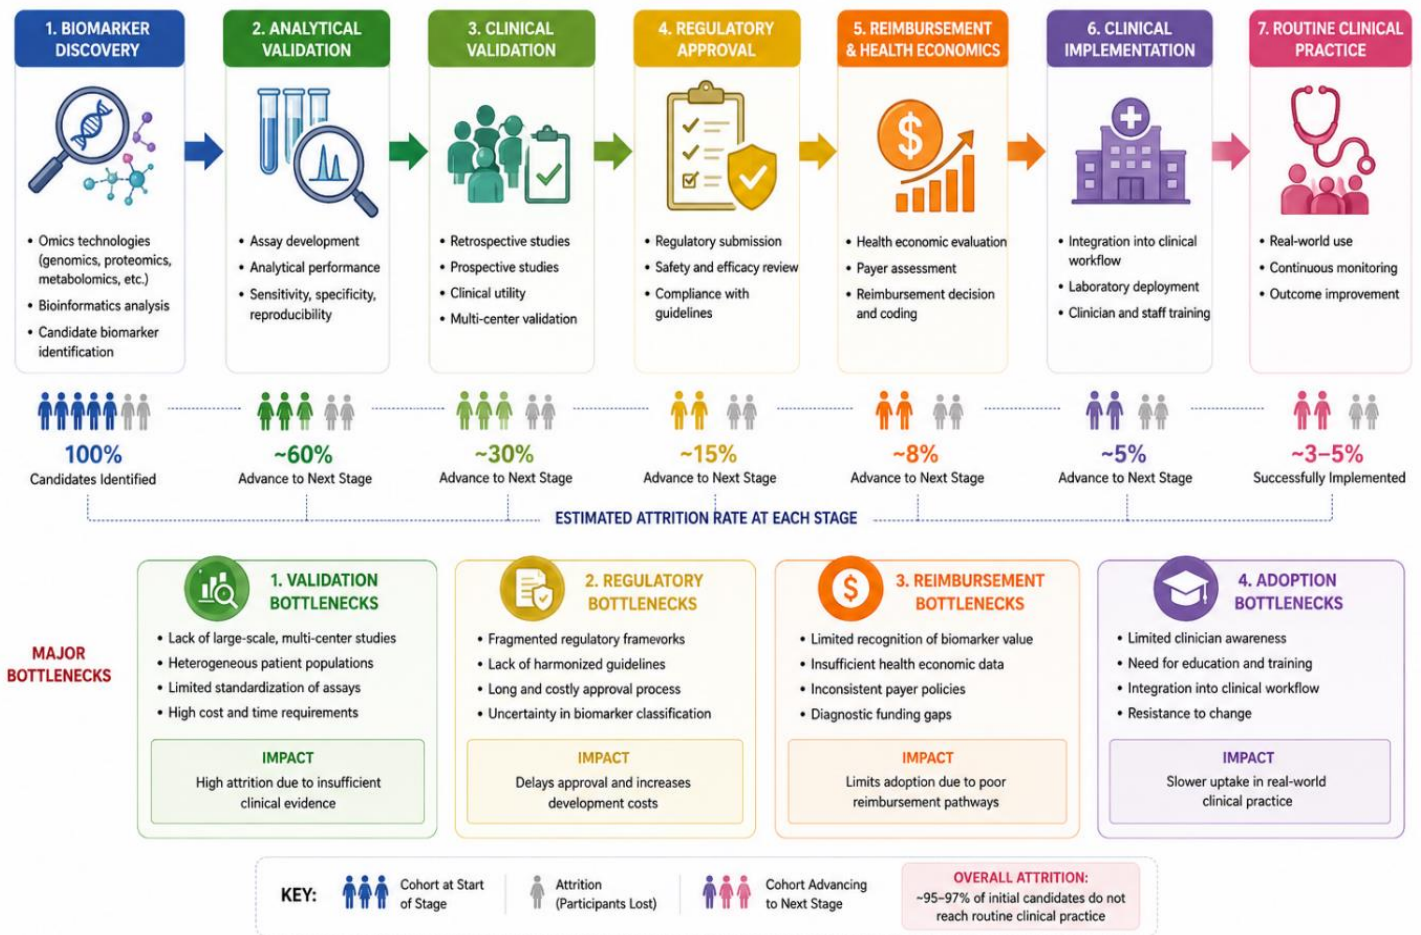 1. BIOMARKER
DISCOVERY
2. ANALYTICAL
VALIDATION
3. CLINICAL
VALIDATION
4. REGULATORY
APPROVAL
5. REIMBURSEMENT
& HEALTH ECONOMICS
6. CLINICAL
IMPLEMENTATION
7. ROUTINE CLINICAL
PRACTICE
$
• Omics technologies
(genomics, proteomics,
metabolomics, etc.)
• Bioinformatics analysis
• Candidate biomarker
identification
• Assay development
• Analytical performance
• Sensitivity, specificity,
reproducibility
• Retrospective studies
• Prospective studies
• Clinical utility
• Multi-center validation
• Regulatory submission
• Safety and efficacy review
• Compliance with
guidelines
• Health economic evaluation
• Payer assessment
• Reimbursement decision
and coding
• Integration into clinical
workflow
• Laboratory deployment
• Clinician and staff training
• Real-world use
• Continuous monitoring
• Outcome improvement
100%
Candidates Identified
~60%
Advance to Next Stage
~30%
Advance to Next Stage
~15%
Advance to Next Stage
~8%
Advance to Next Stage
~5%
Advance to Next Stage
~3–5%
Successfully Implemented
ESTIMATED ATTRITION RATE AT EACH STAGE
MAJOR
BOTTLENECKS
1. VALIDATION
BOTTLENECKS
• Lack of large-scale, multi-center studies
• Heterogeneous patient populations
• Limited standardization of assays
• High cost and time requirements
IMPACT
High attrition due to insufficient
clinical evidence
2. REGULATORY
BOTTLENECKS
• Fragmented regulatory framevorks
• Lack of harmonized guidelines
• Long and costly approval process
• Uncertainty in biomarker classification
IMPACT
Delays approval and increases
development costs
$
3. REIMBURSEMENT
BOTTLENECKS
• Limited recognition of biomarker value
• Insufficient health economic data
• Inconsistent payer policies
• Diagnostic funding gaps
IMPACT
Limits adoption due to poor
reimbursement pathways
4. ADOPTION
BOTTLENECKS
• Limited clinician awareness
• Need for education and training
• Integration into clinical workflow
• Resistance to change
IMPACT
Slower uptake in real-world
clinical practice
KEY:
Cohort at Start
of Stage
Attrition
(Participants Lost)
Cohort Advancing
to Next Stage
OVERALL ATTRITION:
~95–97% of initial candidates do not
reach routine clinical practice